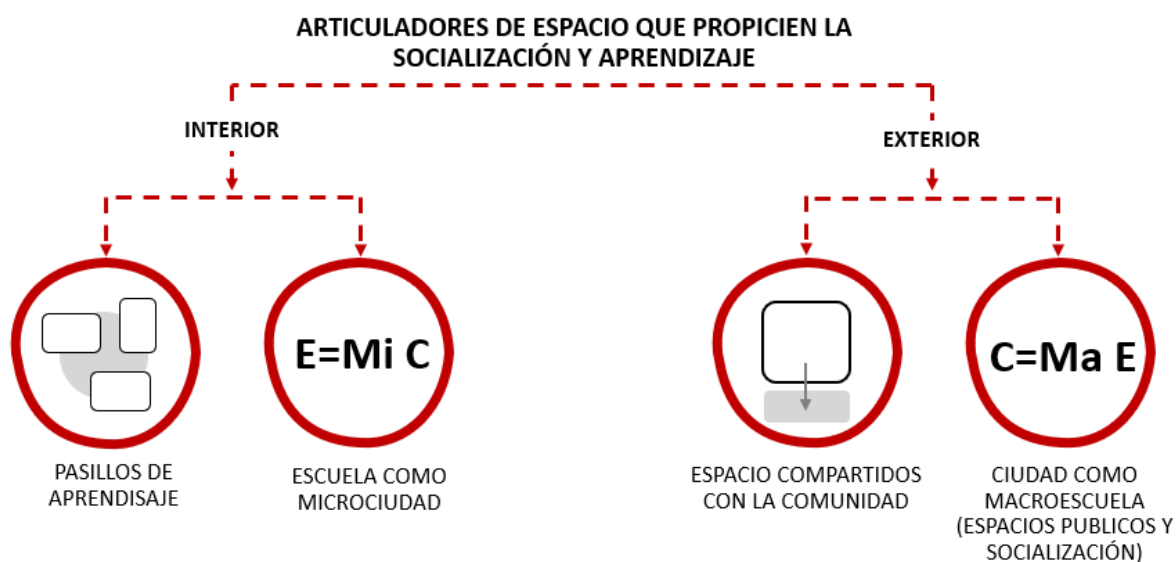 ARTICULADORES DE ESPACIO QUE PROPICIEN LA
SOCIALIZACIÓN Y APRENDIZAJE
INTERIOR
EXTERIOR
E=Mi C
C=Ma E
PASILLOS DE
APRENDISAJE
ESCUELA COMO
MICROCIUDAD
ESPACIO COMPARTIDOS
CON LA COMUNIDAD
CIUDAD COMO
MACROESCUELA
(ESPACIOS PUBLICOS Y
SOCIALIZACIÓN)